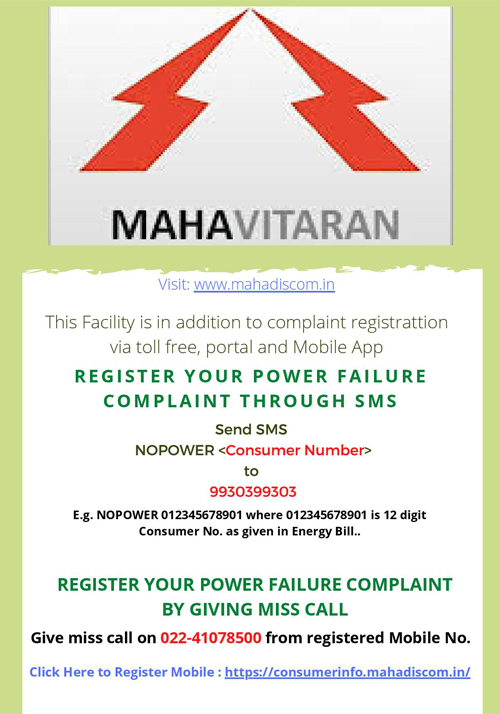 MAHAVITARAN
Visit: www.mahadiscom.in
This Facility is in addition to complaint registrattion
via toll free, portal and Mobile App
REGISTER YOUR POWER FAILURE
COMPLAINT THROUGH SMS
Send SMS
NOPOWER <Consumer Number>
to
9930399303
E.g. NOPOWER 012345678901 where 012345678901 is 12 digit
Consumer No. as given in Energy Bill..
REGISTER YOUR POWER FAILURE COMPLAINT
BY GIVING MISS CALL
Give miss call on 022-41078500 from registered Mobile No.
Click Here to Register Mobile : https://consumerinfo.mahadiscom.in/